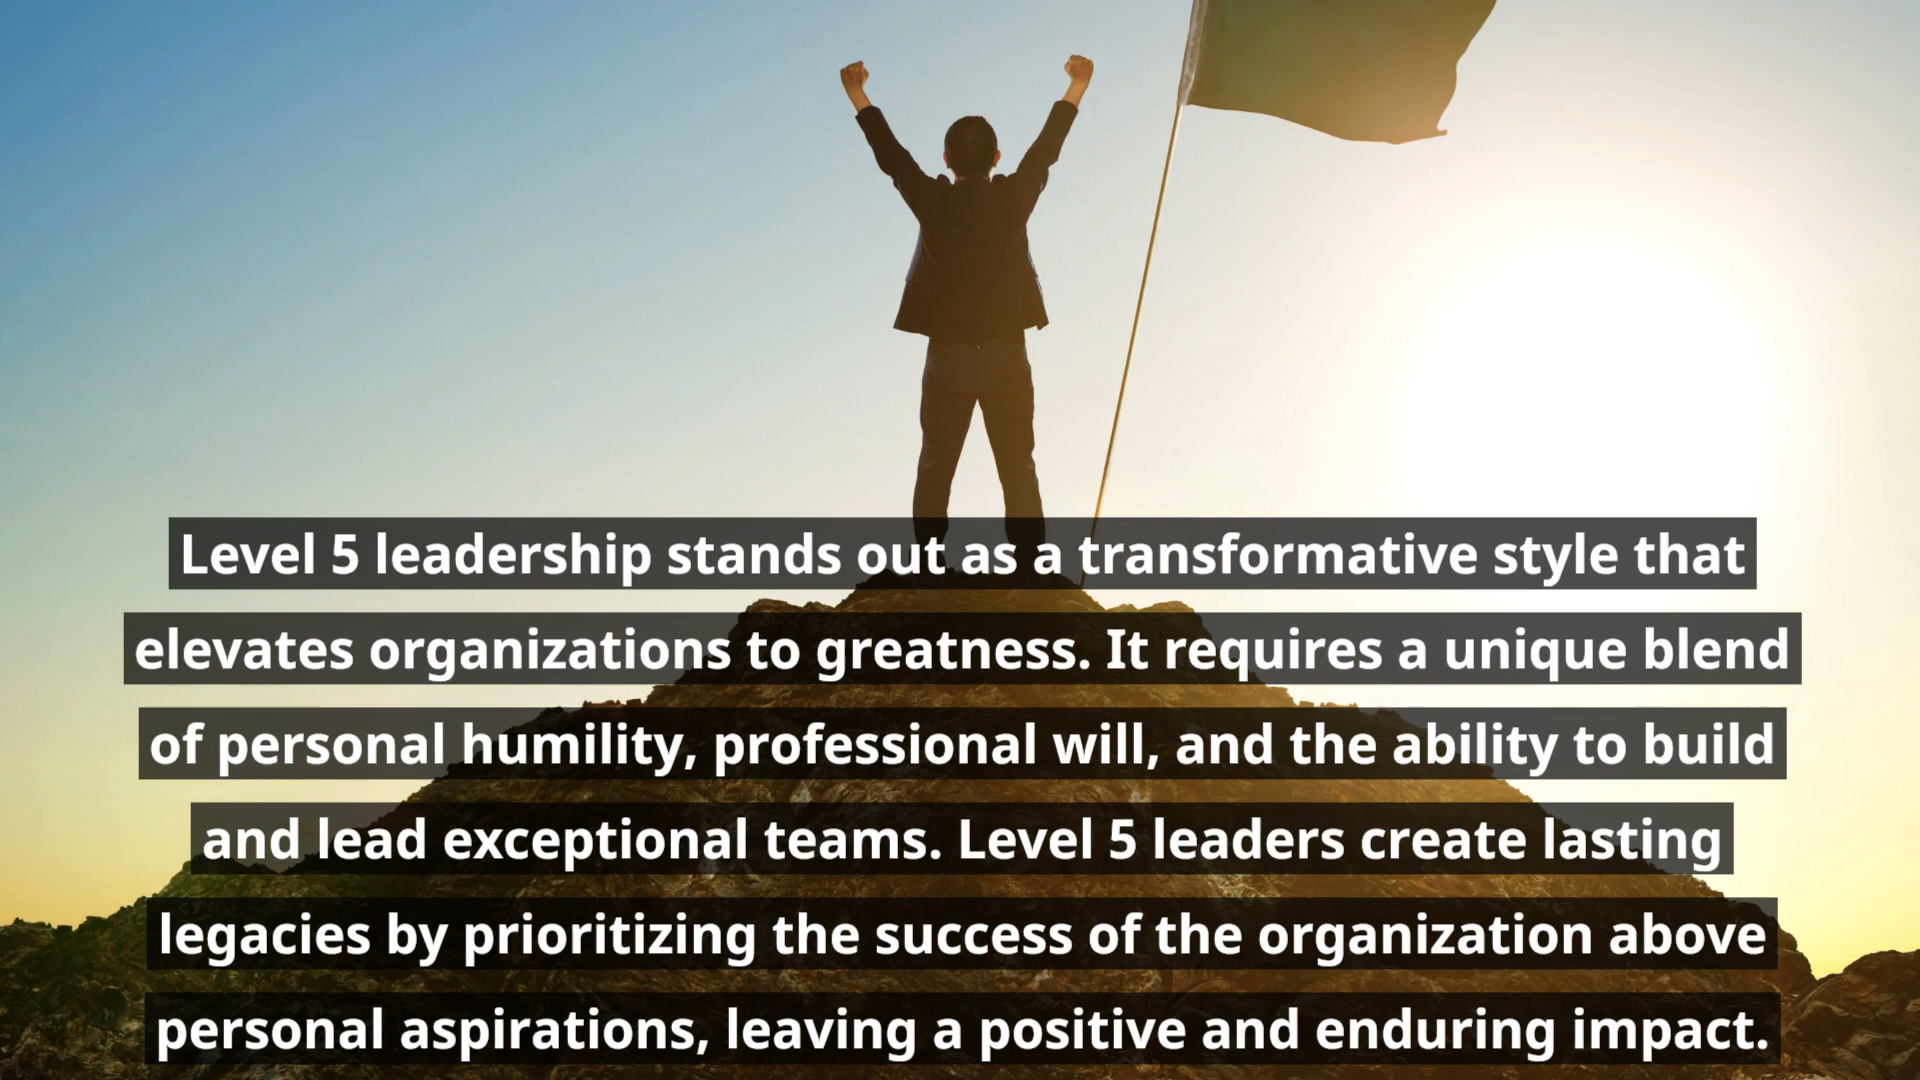 Level 5 leadership stands out as a transformative style that
elevates organizations to greatness. It requires a unique blend
of personal humility, professional will, and the ability to build
and lead exceptional teams. Level 5 leaders create lasting
legacies by prioritizing the success of the organization above
personal aspirations, leaving a positive and enduring impact.